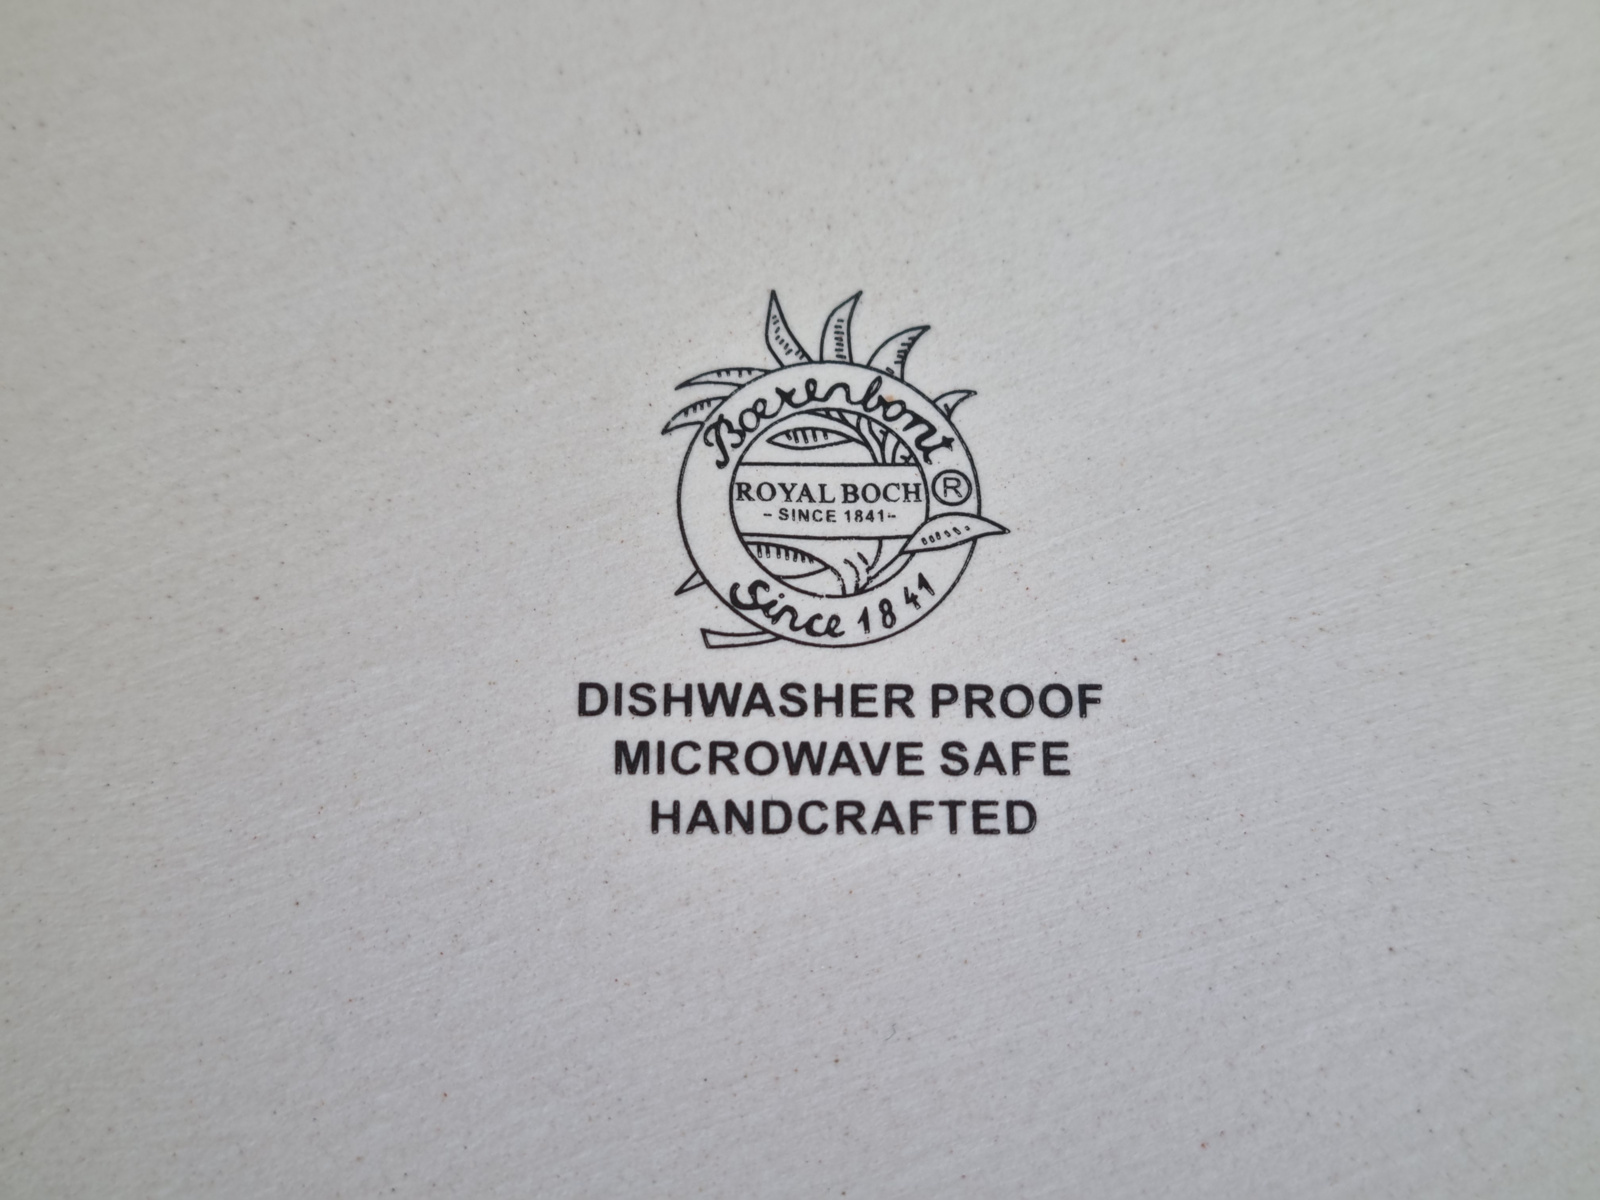 Boerenbont ®
ROYAL BOCH
- SINCE 1841 -
Since 1841
DISHWASHER PROOF
MICROWAVE SAFE
HANDCRAFTED